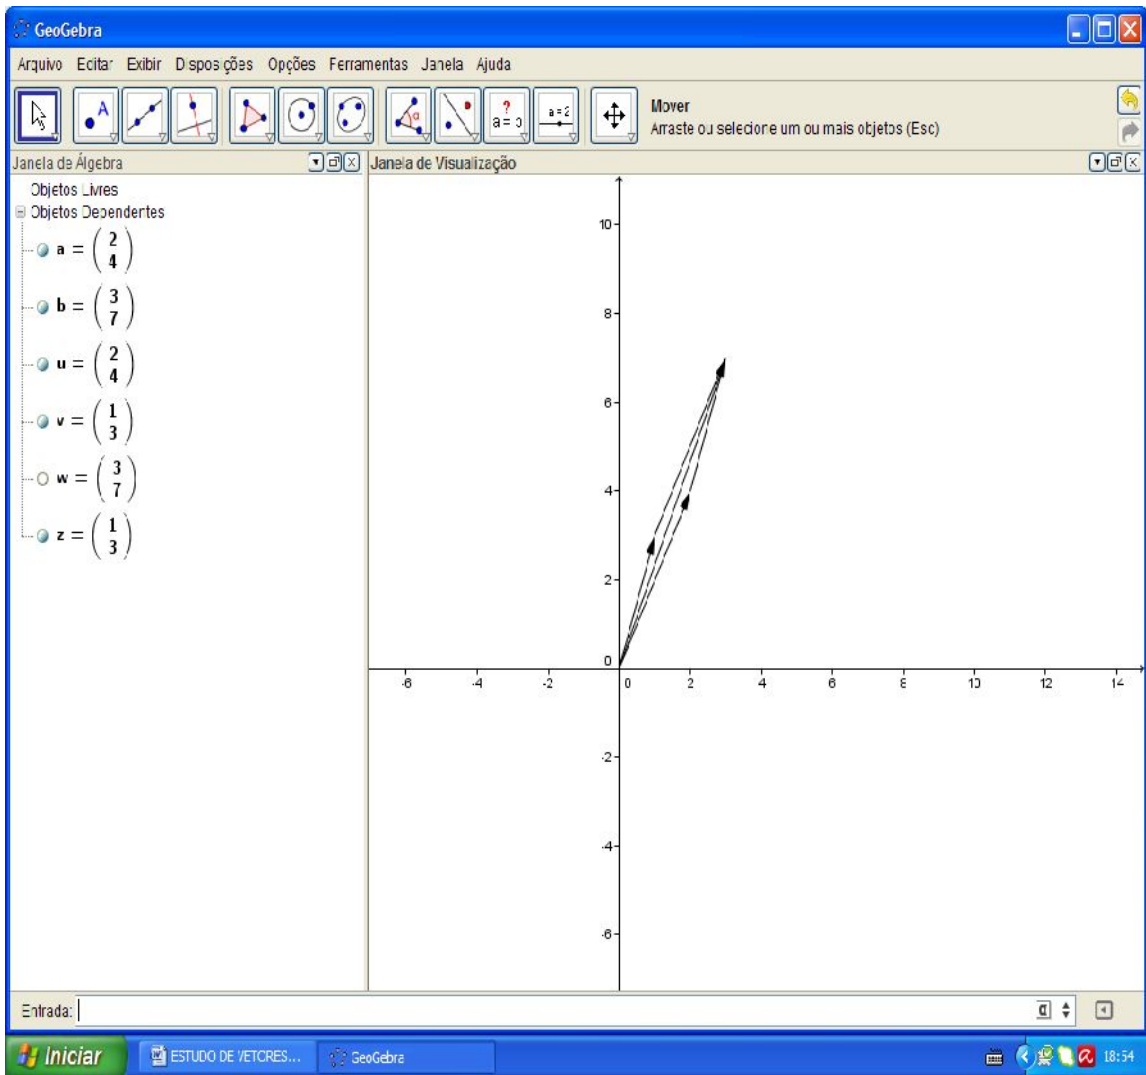 GeoGebra
Arquivo Editar Exibir Disposições Opções Ferramentas Janela Ajuda
A
α
?
a = b
a = 2
Mover
Arraste ou selecione um ou mais objetos (Esc)
Janela de Álgebra
Janela de Visualização
Objetos Livres
Objetos Dependentes
a = ( 2
4 )
b = ( 3
7 )
u = ( 2
4 )
v = ( 1
3 )
w = ( 3
7 )
z = ( 1
3 )
10
8
6
4
2
0
-6 -4 -2 0 2 4 6 8 10 12 14
-2
-4
-6
Entrada:
α
Iniciar
ESTUDO DE VETORES...
GeoGebra
18:54